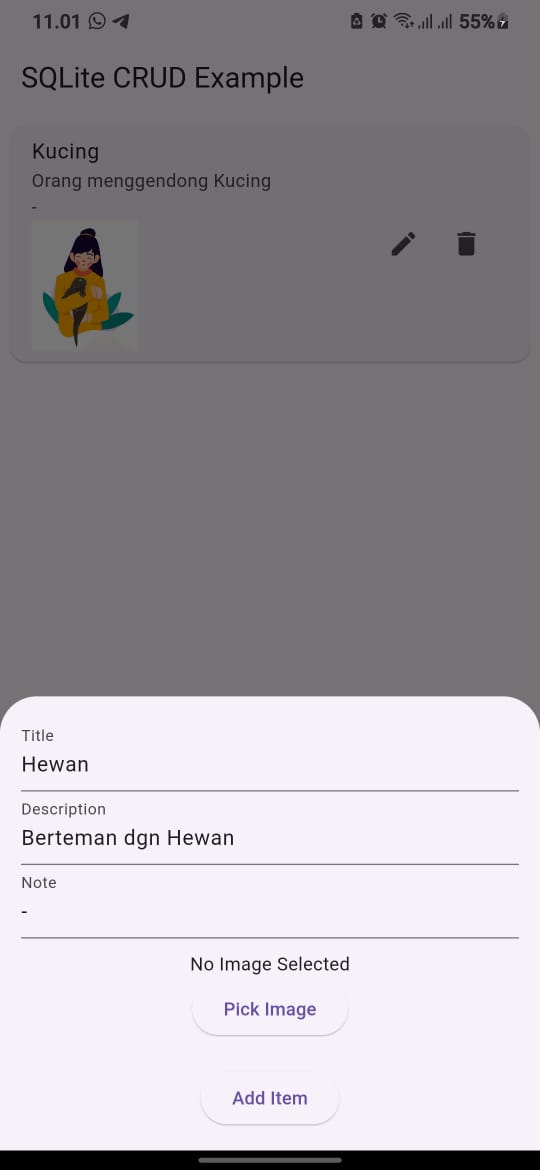 11.01 55%
SQLite CRUD Example
Kucing
Orang menggendong Kucing
-
Title
Hewan
Description
Berteman dgn Hewan
Note
-
No Image Selected
Pick Image
Add Item